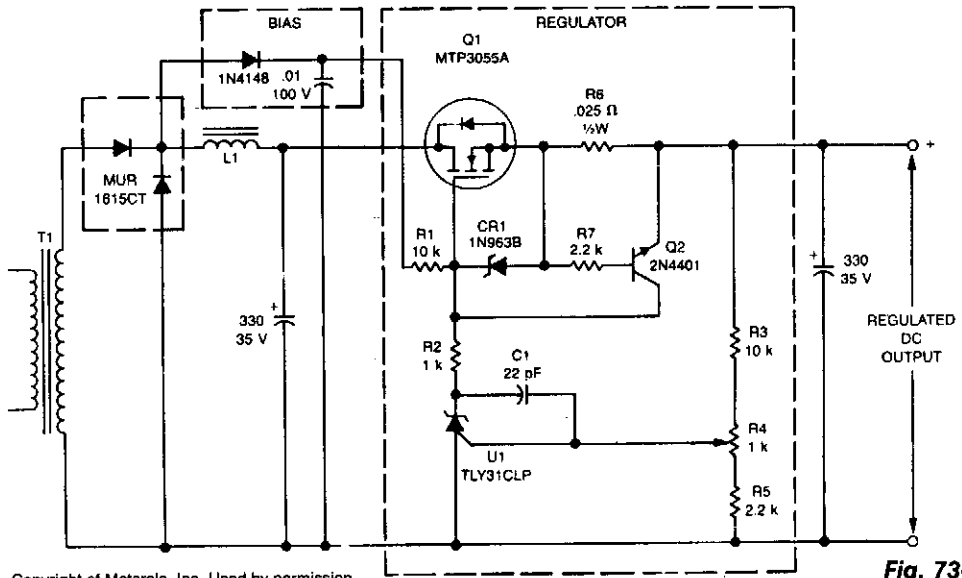 BIAS
REGULATOR
Q1
MTP3055A
1N4148
.01
100 V
R6
.025 Ω
½W
+
L1
MUR
1615CT
T1
R1
10 k
CR1
1N963B
R7
2.2 k
Q2
2N4401
+
330
35 V
+
330
35 V
REGULATED
DC
OUTPUT
R2
1 k
C1
22 pF
R3
10 k
R4
1 k
U1
TLY31CLP
R5
2.2 k
Copyright of Motorola, Inc. Used by permission
Fig. 73-